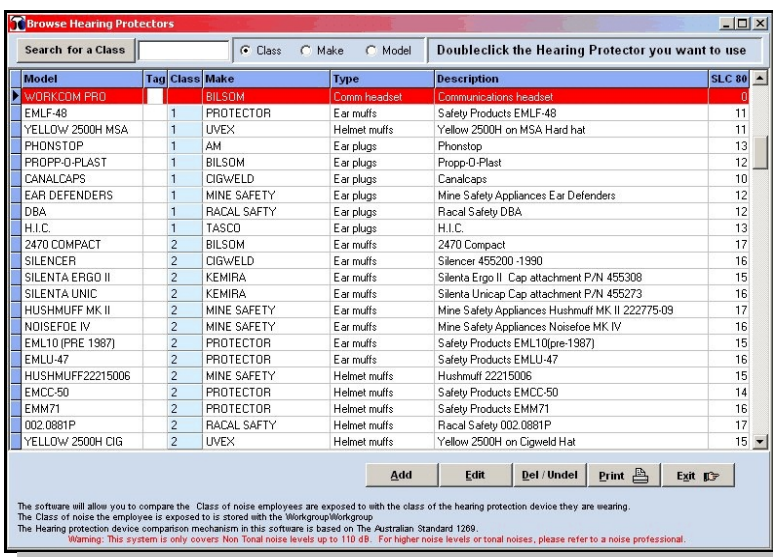 Browse Hearing Protectors
Search for a Class Class Make Model Doubleclick the Hearing Protector you want to use
Model Tag Class Make Type Description SLC 80
WORKCOM PRO BILSOM Comm headset Communications headset 0
EMLF-48 1 PROTECTOR Ear muffs Safety Products EMLF-48 11
YELLOW 2500H MSA 1 UVEX Helmet muffs Yellow 2500H on MSA Hard hat 11
PHONSTOP 1 AM Ear plugs Phonstop 13
PROPP-O-PLAST 1 BILSOM Ear plugs Propp-O-Plast 12
CANALCAPS 1 CIGWELD Ear plugs Canalcaps 10
EAR DEFENDERS 1 MINE SAFETY Ear plugs Mine Safety Appliances Ear Defenders 12
DBA 1 RACAL SAFTY Ear plugs Racal Safety DBA 12
H.I.C. 1 TASCO Ear plugs H.I.C. 13
2470 COMPACT 2 BILSOM Ear muffs 2470 Compact 17
SILENCER 2 CIGWELD Ear muffs Silencer 455200 -1990 16
SILENTA ERGO II 2 KEMIRA Ear muffs Silenta Ergo II Cap attachment P/N 455308 15
SILENTA UNIC 2 KEMIRA Ear muffs Silenta Unicap Cap attachment P/N 455273 16
HUSHMUFF MK II 2 MINE SAFETY Ear muffs Mine Safety Appliances Hushmuff MK II 222775-09 17
NOISEFOE IV 2 MINE SAFETY Ear muffs Mine Safety Appliances Noisefoe MK IV 16
EML10 (PRE 1987) 2 PROTECTOR Ear muffs Safety Products EML10(pre-1987) 15
EMLU-47 2 PROTECTOR Ear muffs Safety Products EMLU-47 16
HUSHMUFF22215006 2 MINE SAFETY Helmet muffs Hushmuff 22215006 15
EMCC-50 2 PROTECTOR Helmet muffs Safety Products EMCC-50 14
EMM71 2 PROTECTOR Helmet muffs Safety Products EMM71 16
002.0881P 2 RACAL SAFTY Helmet muffs Racal Safety 002.0881P 17
YELLOW 2500H CIG 2 UVEX Helmet muffs Yellow 2500H on Cigweld Hat 15
Add Edit Del / Undel Print Exit
The software will allow you to compare the Class of noise employees are exposed to with the class of the hearing protection device they are wearing.
The Class of noise the employee is exposed to is stored with the WorkgroupWorkgroup
The Hearing protection device comparison mechanism in this software is based on The Australian Standard 1269.
Warning: This system is only covers Non Tonal noise levels up to 110 dB. For higher noise levels or tonal noises, please refer to a noise professional.